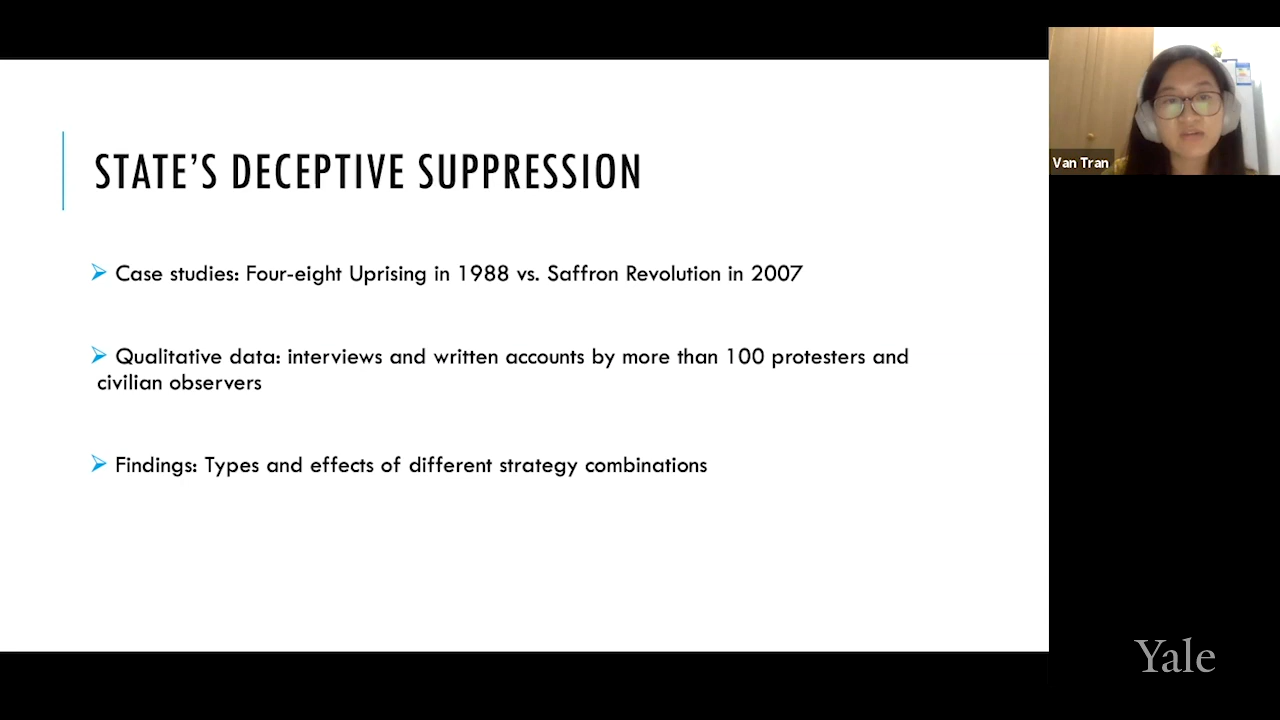 STATE'S DECEPTIVE SUPPRESSION
Case studies: Four-eight Uprising in 1988 vs. Saffron Revolution in 2007
Qualitative data: interviews and written accounts by more than 100 protesters and
civilian observers
Findings: Types and effects of different strategy combinations
Van Tran
Yale